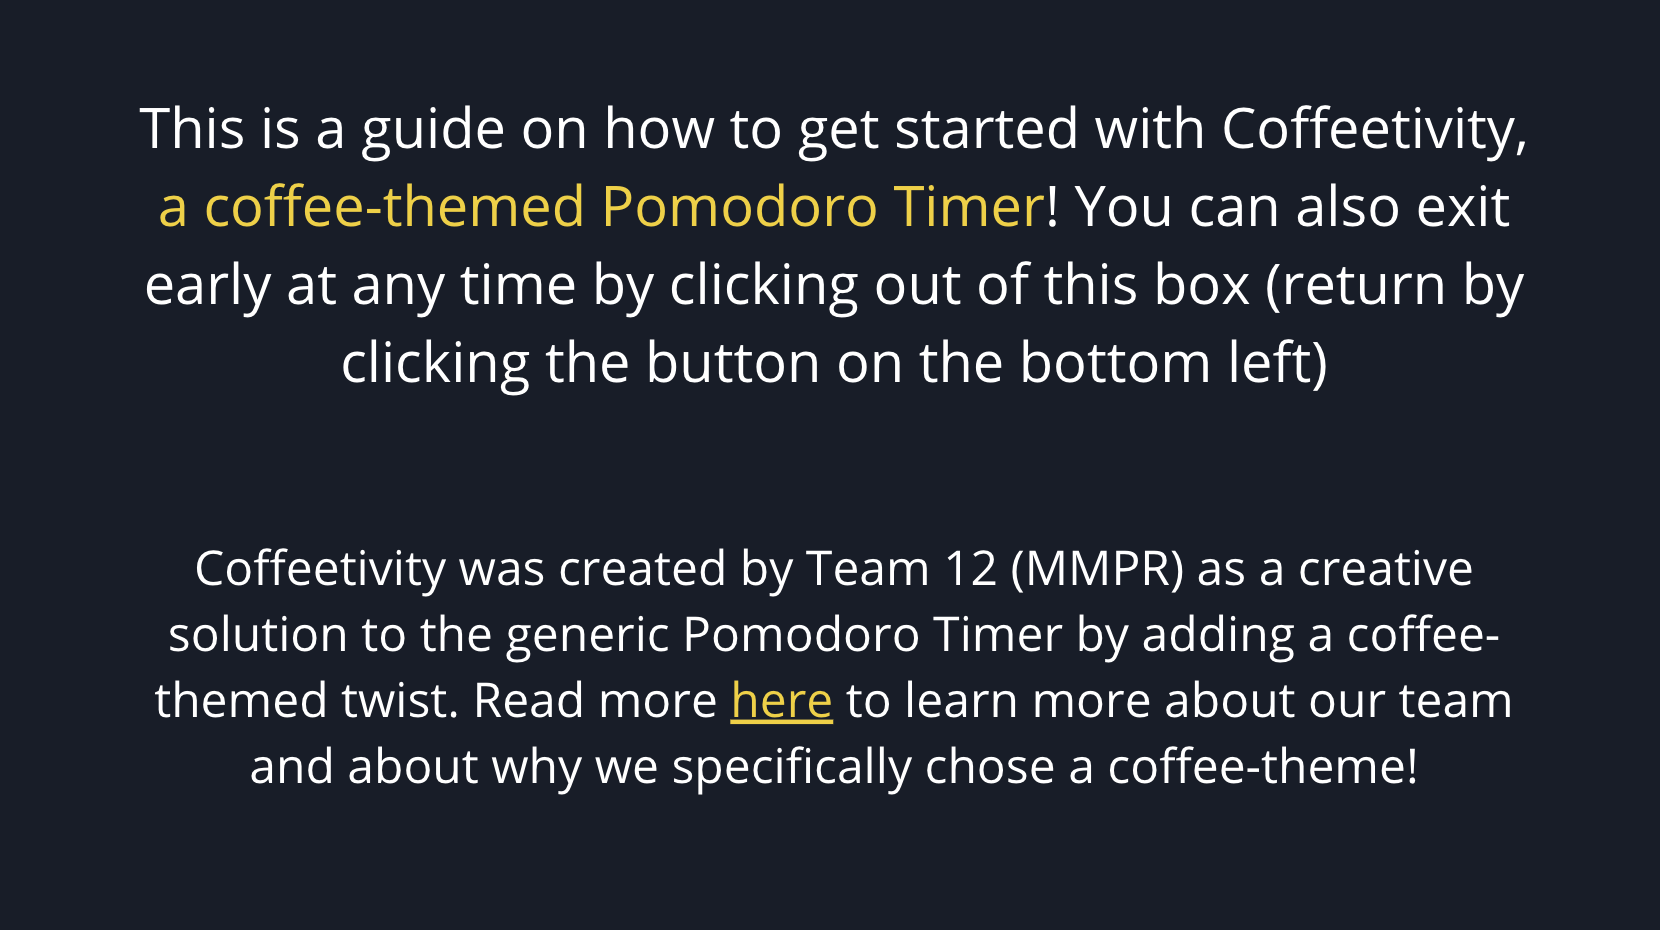 This is a guide on how to get started with Coffeetivity,
a coffee-themed Pomodoro Timer! You can also exit
early at any time by clicking out of this box (return by
clicking the button on the bottom left)
Coffeetivity was created by Team 12 (MMPR) as a creative
solution to the generic Pomodoro Timer by adding a coffee-
themed twist. Read more here to learn more about our team
and about why we specifically chose a coffee-theme!